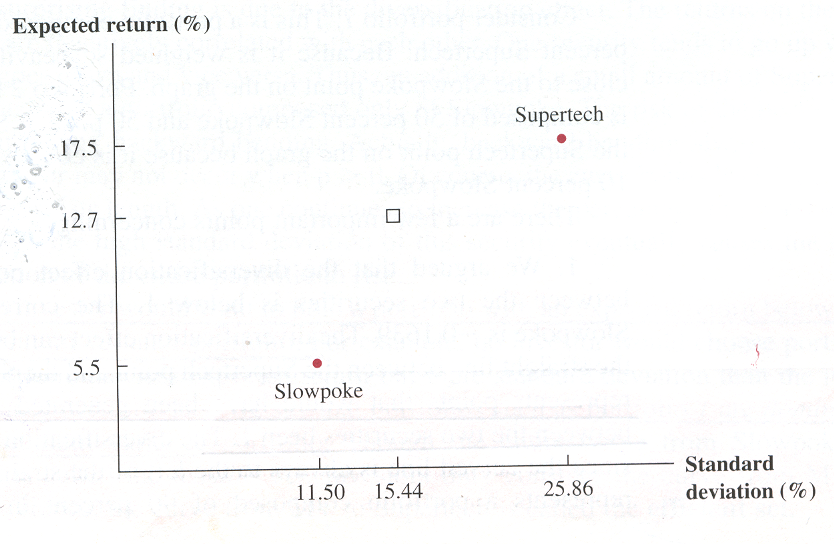 Expected return (%)
Supertech
17.5
12.7
5.5
Slowpoke
11.50 15.44 25.86
Standard
deviation (%)